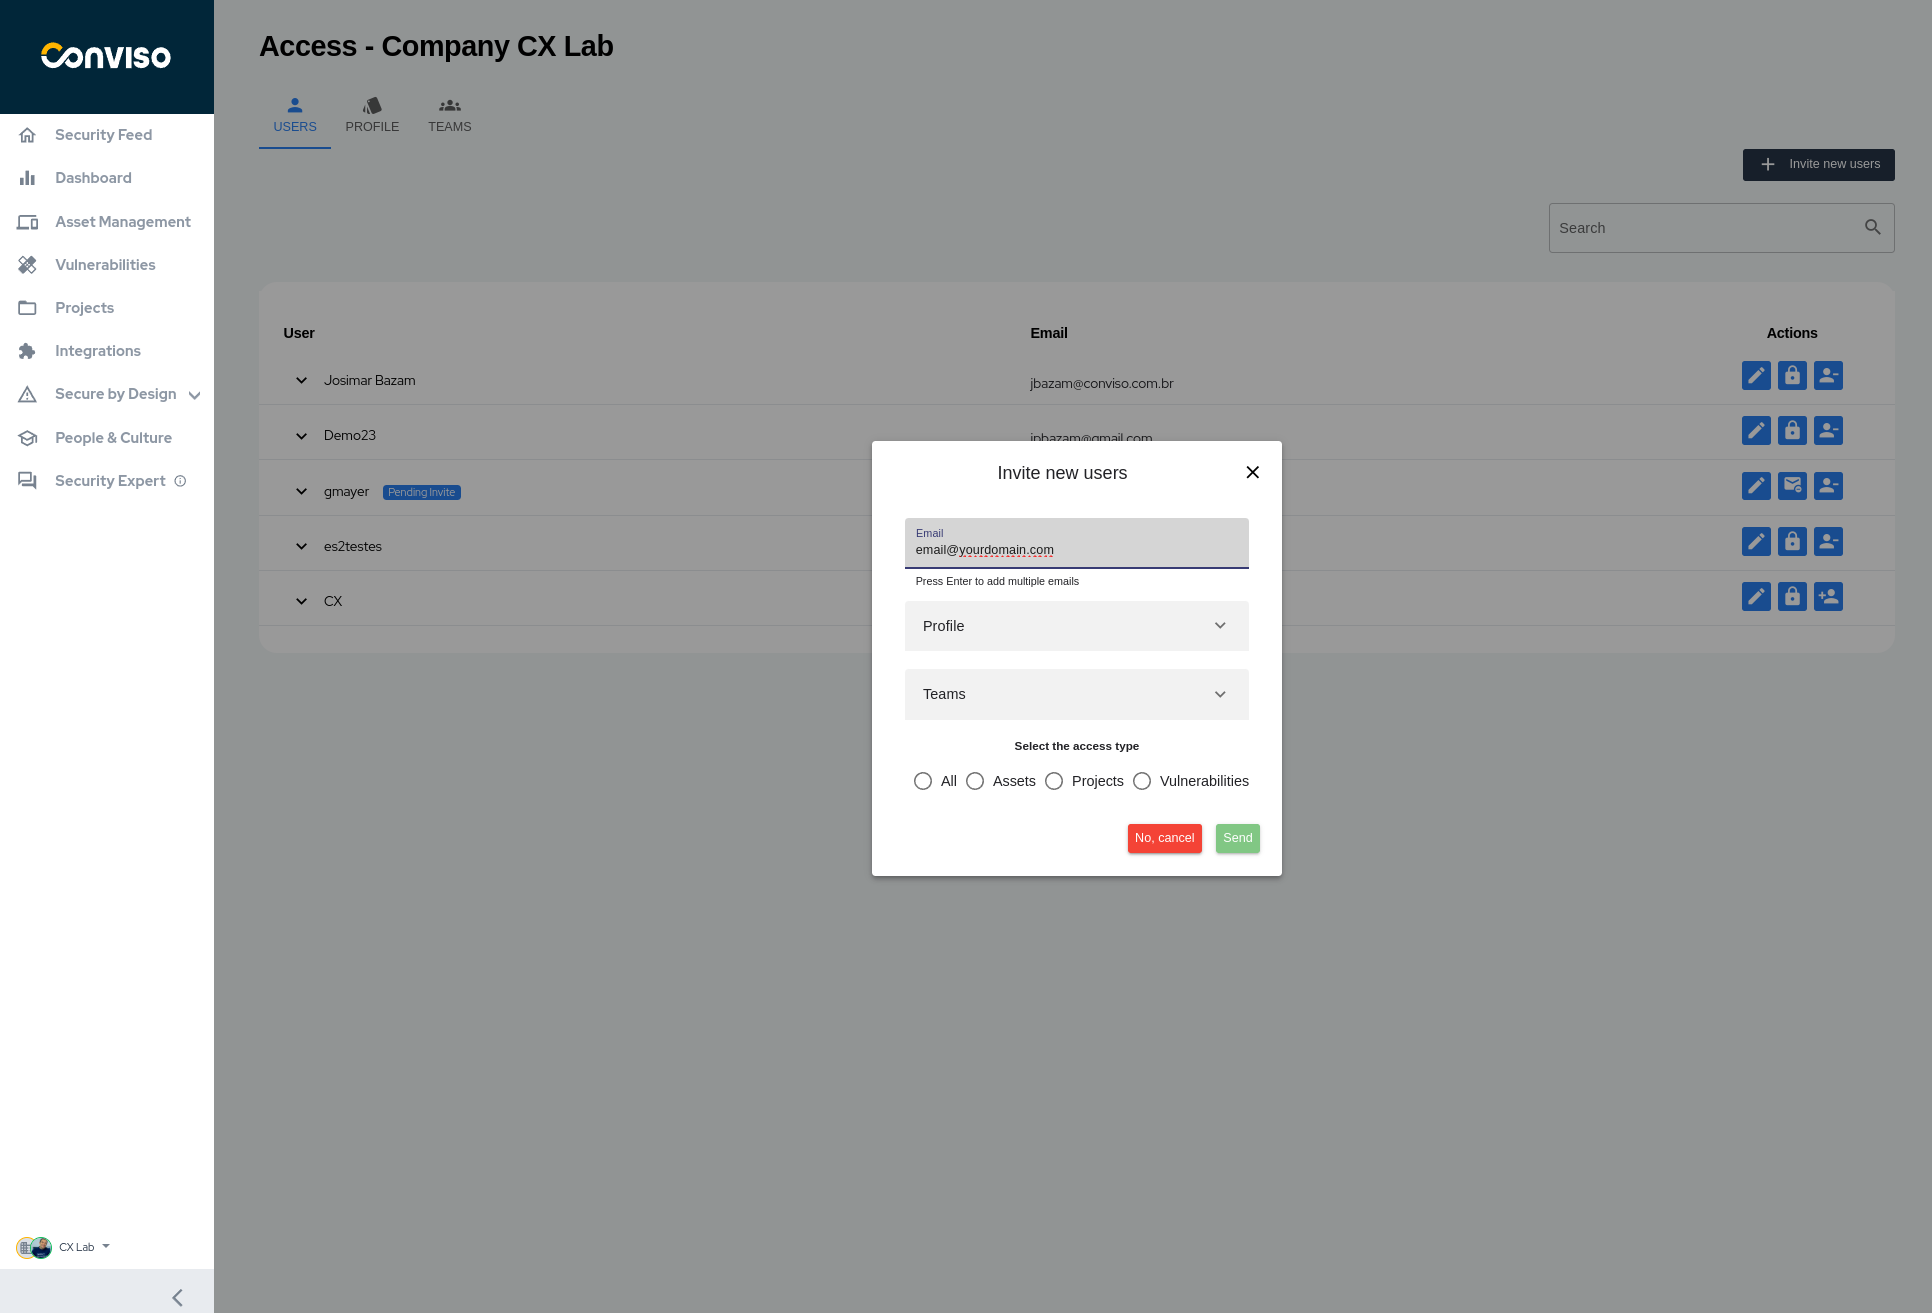 Conviso
Security Feed
Dashboard
Asset Management
Vulnerabilities
Projects
Integrations
Secure by Design
People & Culture
Security Expert
CX Lab
Access - Company CX Lab
USERS PROFILE TEAMS
Invite new users
Search
User Email Actions
Josimar Bazam jbazam@conviso.com.br
Demo23 jpbazam@gmail.com
gmayer Pending Invite
es2testes
CX
Invite new users
Email
email@yourdomain.com
Press Enter to add multiple emails
Profile
Teams
Select the access type
All Assets Projects Vulnerabilities
No, cancel Send